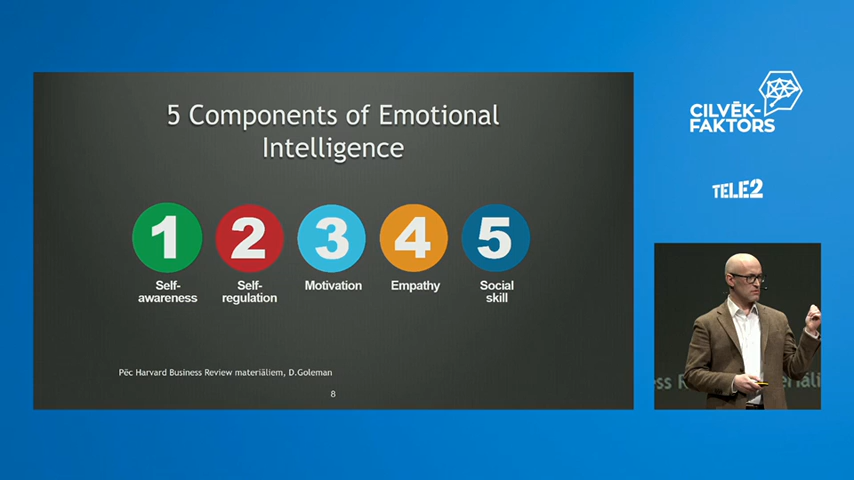 5 Components of Emotional
Intelligence
1
2
3
4
5
Self-
awareness
Self-
regulation
Motivation
Empathy
Social
skill
Pēc Harvard Business Review materiāliem, D.Goleman
8
CILVĒK-
FAKTORS
TELE2